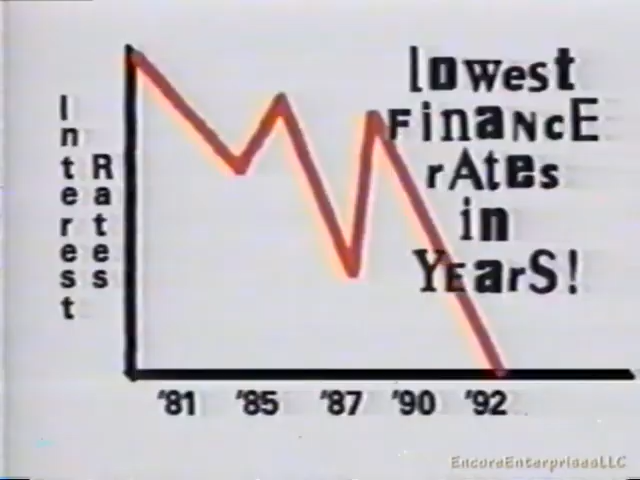 lowest
FinaNcE
rAtes
in
YEarS!
Interest
Rates
'81 '85 '87 '90 '92
EncoreEnterprisesLLC